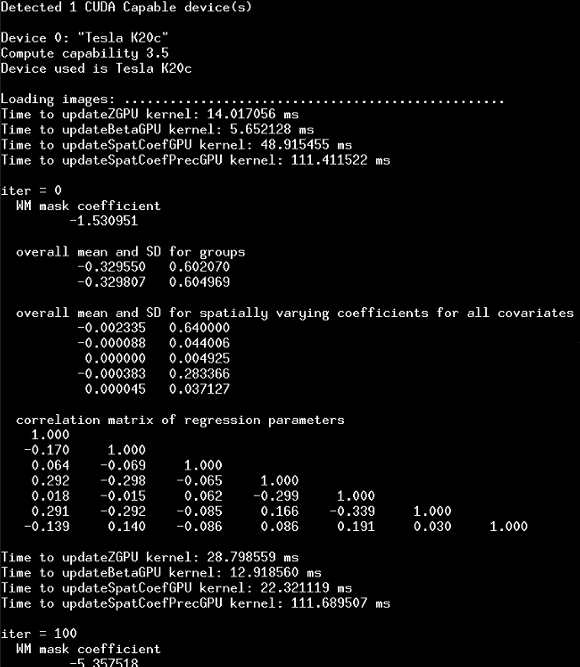 Detected 1 CUDA Capable device(s)
Device 0: "Tesla K20c"
Compute capability 3.5
Device used is Tesla K20c
Loading images: ..................................................
Time to updateZGPU kernel: 14.017056 ms
Time to updateBetaGPU kernel: 5.652128 ms
Time to updateSpatCoefGPU kernel: 48.915455 ms
Time to updateSpatCoefPrecGPU kernel: 111.411522 ms
iter = 0
WM mask coefficient
-1.530951
overall mean and SD for groups
-0.329550 0.602070
-0.329807 0.604969
overall mean and SD for spatially varying coefficients for all covariates
-0.002335 0.640000
-0.000088 0.044006
0.000000 0.004925
-0.000383 0.283366
0.000045 0.037127
correlation matrix of regression parameters
1.000
-0.170 1.000
0.064 -0.069 1.000
0.292 -0.298 -0.065 1.000
0.018 -0.015 0.062 -0.299 1.000
0.291 -0.292 -0.085 0.166 -0.339 1.000
-0.139 0.140 -0.086 0.086 0.191 0.030 1.000
Time to updateZGPU kernel: 28.798559 ms
Time to updateBetaGPU kernel: 12.918560 ms
Time to updateSpatCoefGPU kernel: 22.321119 ms
Time to updateSpatCoefPrecGPU kernel: 111.689507 ms
iter = 100
WM mask coefficient
-5.357518